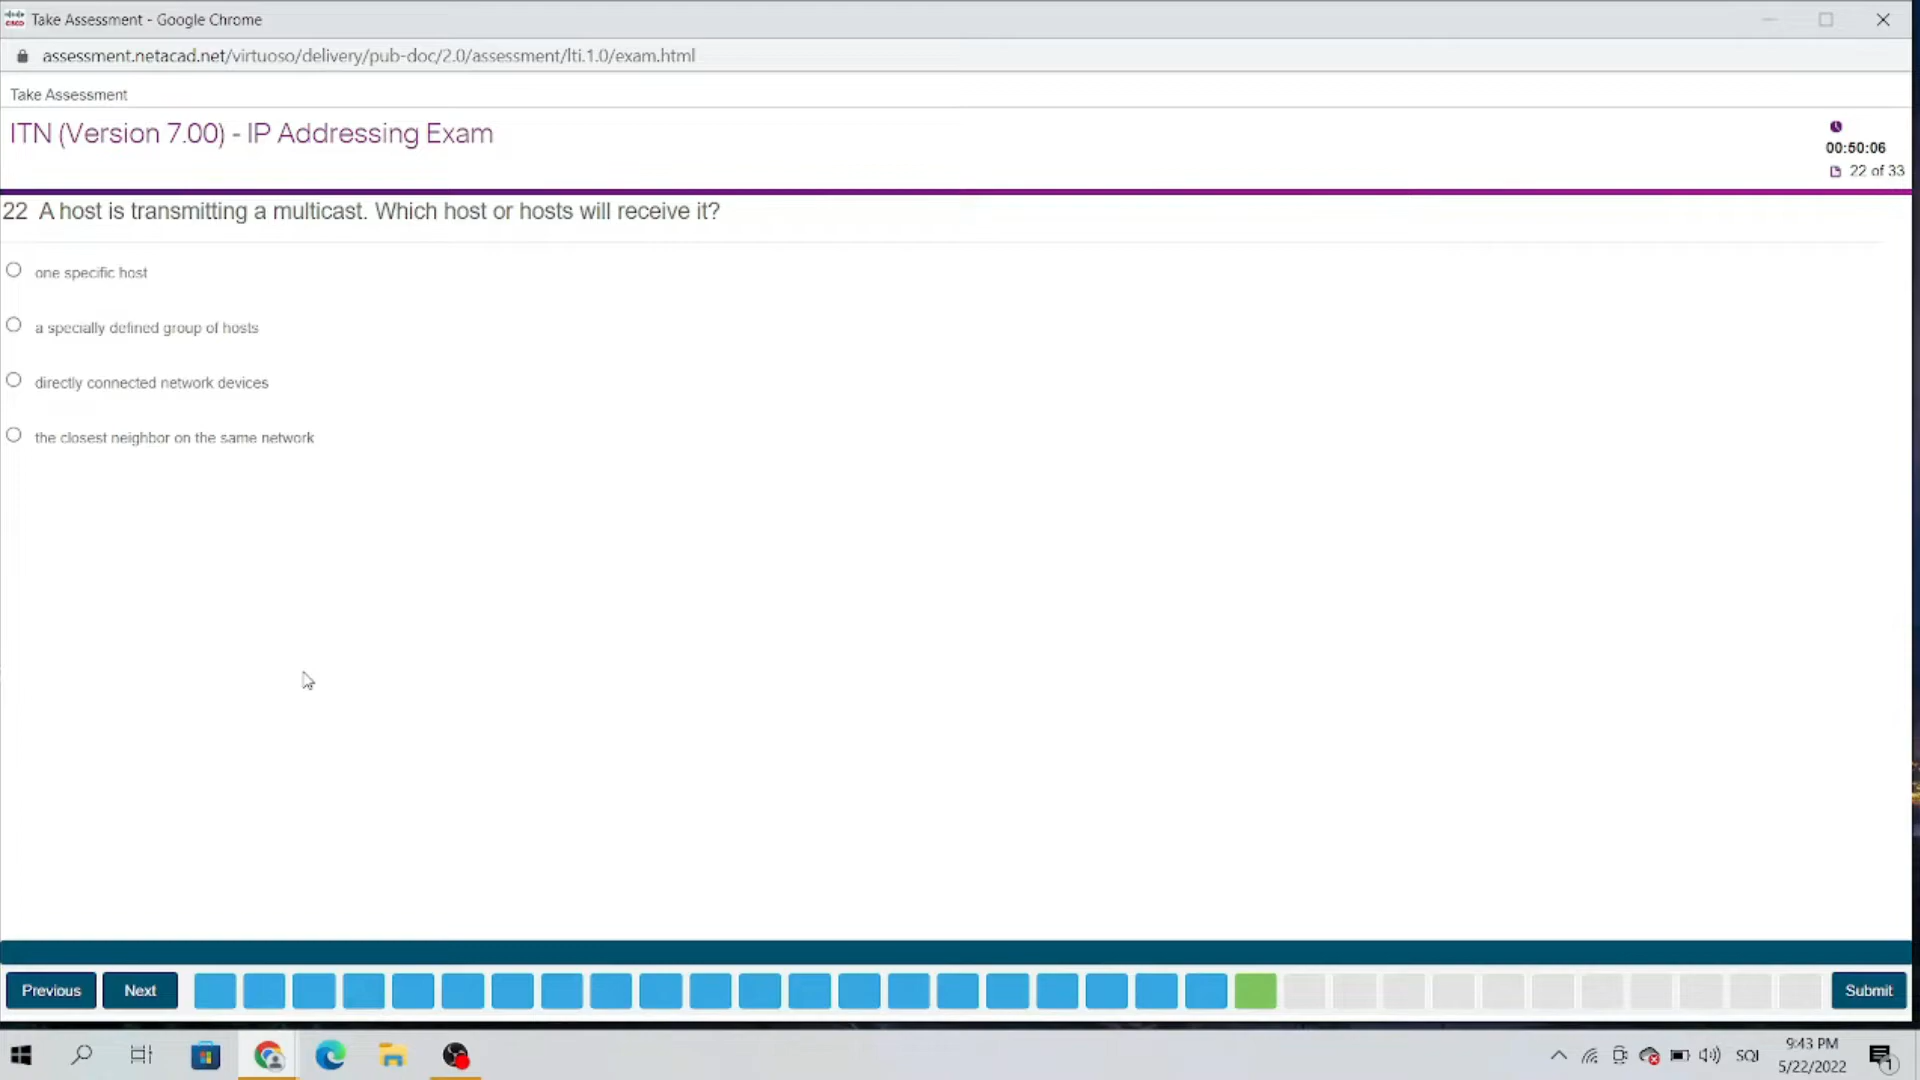 Take Assessment - Google Chrome
assessment.netacad.net/virtuoso/delivery/pub-doc/2.0/assessment/lti.1.0/exam.html
Take Assessment
ITN (Version 7.00) - IP Addressing Exam
00:50:06
22 of 33
22 A host is transmitting a multicast. Which host or hosts will receive it?
one specific host
a specially defined group of hosts
directly connected network devices
the closest neighbor on the same network
Previous
Next
Submit
SQI
9:43 PM
5/22/2022
1